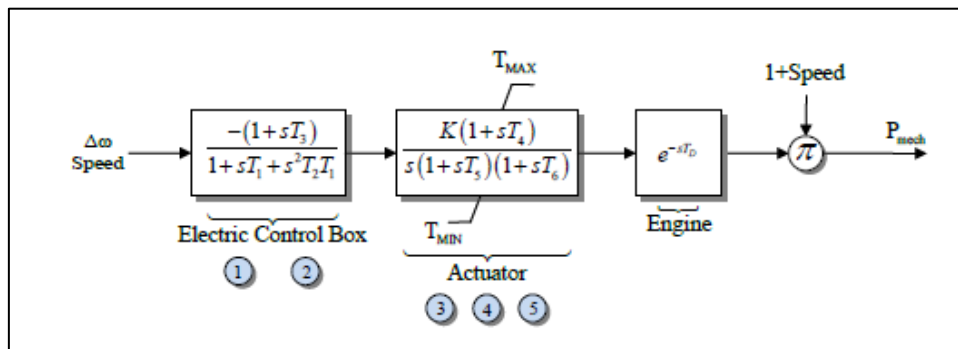 T_MAX
1+Speed
Δω
Speed
-(1+sT_3)
1+sT_1+s^2T_2T_1
K(1+sT_4)
s(1+sT_5)(1+sT_6)
e^{-sT_D}
π
P_mech
T_MIN
Electric Control Box
Actuator
Engine
1 2
3 4 5